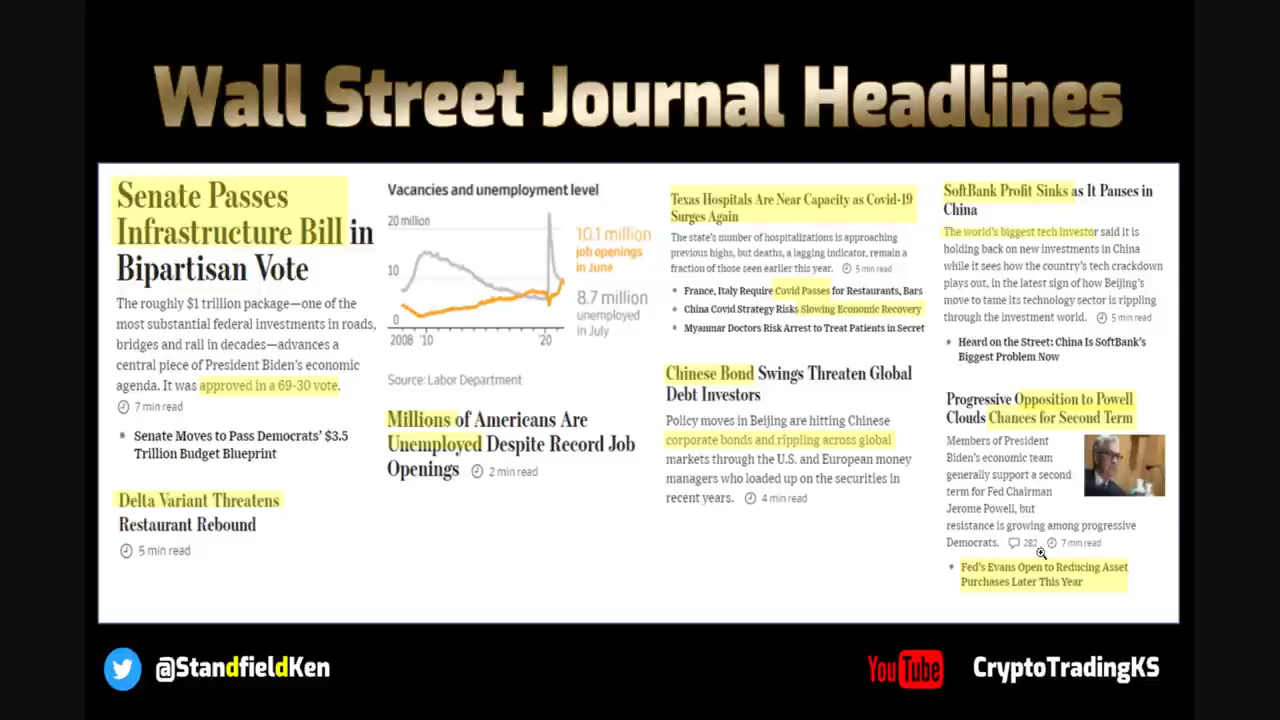 Wall Street Journal Headlines
Senate Passes
Infrastructure Bill in
Bipartisan Vote
The roughly $1 trillion package—one of the
most substantial federal investments in roads,
bridges and rail in decades—advances a
central piece of President Biden's economic
agenda. It was approved in a 69-30 vote.
7 min read
Senate Moves to Pass Democrats' $3.5
Trillion Budget Blueprint
Delta Variant Threatens
Restaurant Rebound
5 min read
Vacancies and unemployment level
20 million
10
0
2008 '10 '20
10.1 million
job openings
in June
8.7 million
unemployed
in July
Source: Labor Department
Millions of Americans Are
Unemployed Despite Record Job
Openings 2 min read
Texas Hospitals Are Near Capacity as Covid-19
Surges Again
The state's number of hospitalizations is approaching
previous highs, but deaths, a lagging indicator, remain a
fraction of those seen earlier this year. 5 min read
France, Italy Require Covid Passes for Restaurants, Bars
China Covid Strategy Risks Slowing Economic Recovery
Myanmar Doctors Risk Arrest to Treat Patients in Secret
Chinese Bond Swings Threaten Global
Debt Investors
Policy moves in Beijing are hitting Chinese
corporate bonds and rippling across global
markets through the U.S. and European money
managers who loaded up on the securities in
recent years. 4 min read
SoftBank Profit Sinks as It Pauses in
China
The world's biggest tech investor said it is
holding back on new investments in China
while it sees how the country's tech crackdown
plays out, in the latest sign of how Beijing's
move to tame its technology sector is rippling
through the investment world. 5 min read
Heard on the Street: China Is SoftBank's
Biggest Problem Now
Progressive Opposition to Powell
Clouds Chances for Second Term
Members of President
Biden's economic team
generally support a second
term for Fed Chairman
Jerome Powell, but
resistance is growing among progressive
Democrats. 282 7 min read
Fed's Evans Open to Reducing Asset
Purchases Later This Year
@StandfieldKen
YouTube CryptoTradingKS